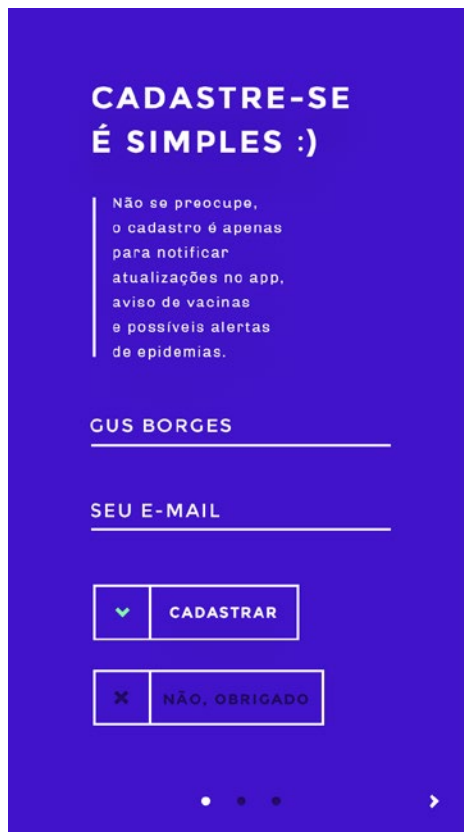 CADASTRE-SE
É SIMPLES :)
Não se preocupe,
o cadastro é apenas
para notificar
atualizações no app,
aviso de vacinas
e possíveis alertas
de epidemias.
GUS BORGES
SEU E-MAIL
CADASTRAR
NÃO, OBRIGADO